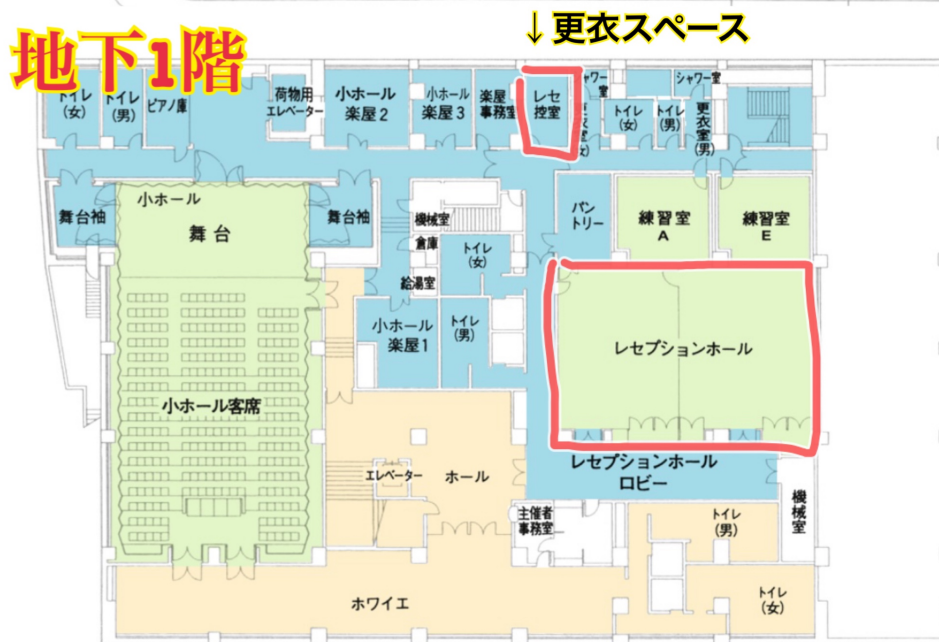 地下1階
↓更衣スペース
トイレ
(女)
トイレ
(男)
ピアノ庫
荷物用
エレベーター
小ホール
楽屋2
小ホール
楽屋3
楽屋
事務室
レセ
控室
シャワー
室
更衣室(女)
トイレ
(女)
トイレ
(男)
シャワー室
更衣室(男)
舞台袖
小ホール
舞台
舞台袖
機械室
倉庫
給湯室
トイレ
(女)
パン
トリー
練習室
A
練習室
E
小ホール
楽屋1
トイレ
(男)
レセプションホール
小ホール客席
エレベーター
ホール
レセプションホール
ロビー
主催者
事務室
トイレ
(男)
機械室
ホワイエ
トイレ
(女)